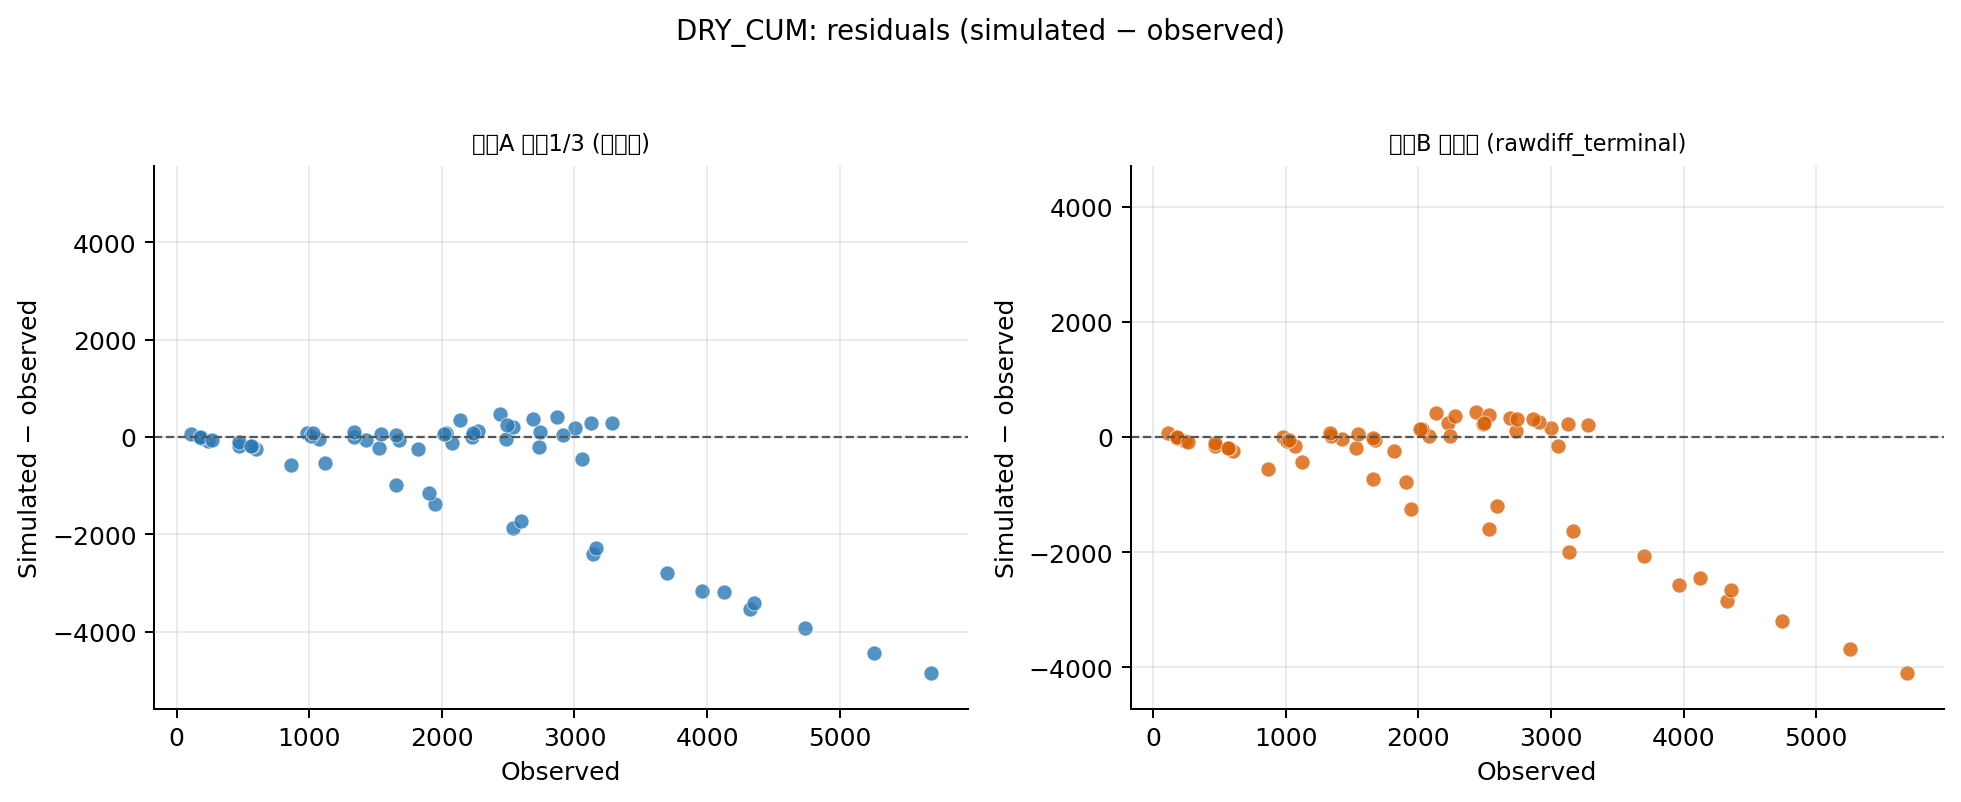 DRY_CUM: residuals (simulated − observed)
A 1/3
B (rawdiff_terminal)
Simulated − observed
4000
2000
0
−2000
−4000
0 1000 2000 3000 4000 5000
Observed
Simulated − observed
4000
2000
0
−2000
−4000
0 1000 2000 3000 4000 5000
Observed